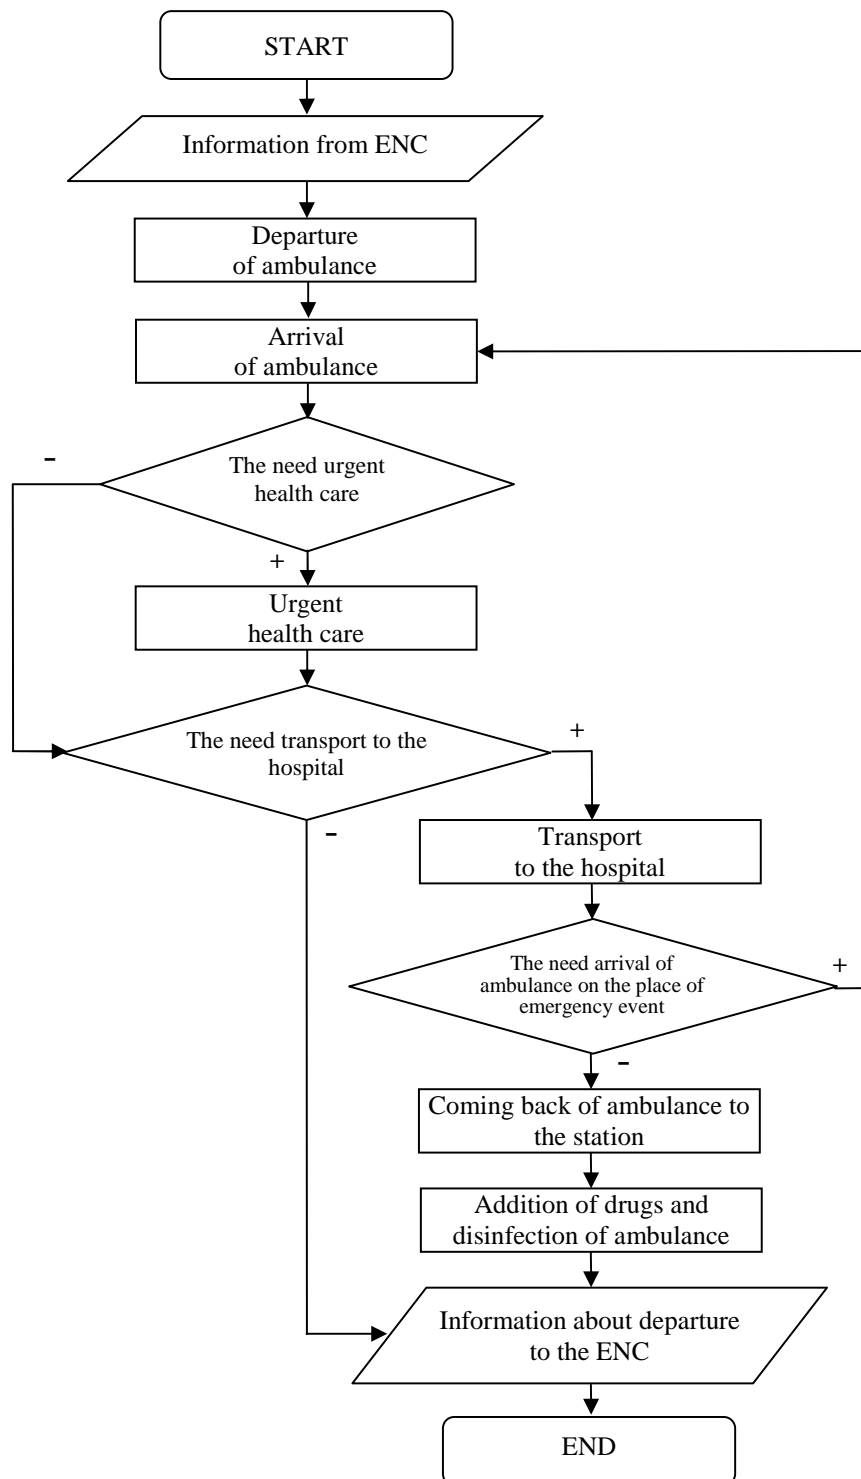 START
Information from ENC
Departure
of ambulance
Arrival
of ambulance
-
The need urgent
health care
+
Urgent
health care
The need transport to the
hospital
+
-
Transport
to the hospital
The need arrival of
ambulance on the place of
emergency event
+
-
Coming back of ambulance to
the station
Addition of drugs and
disinfection of ambulance
Information about departure
to the ENC
END